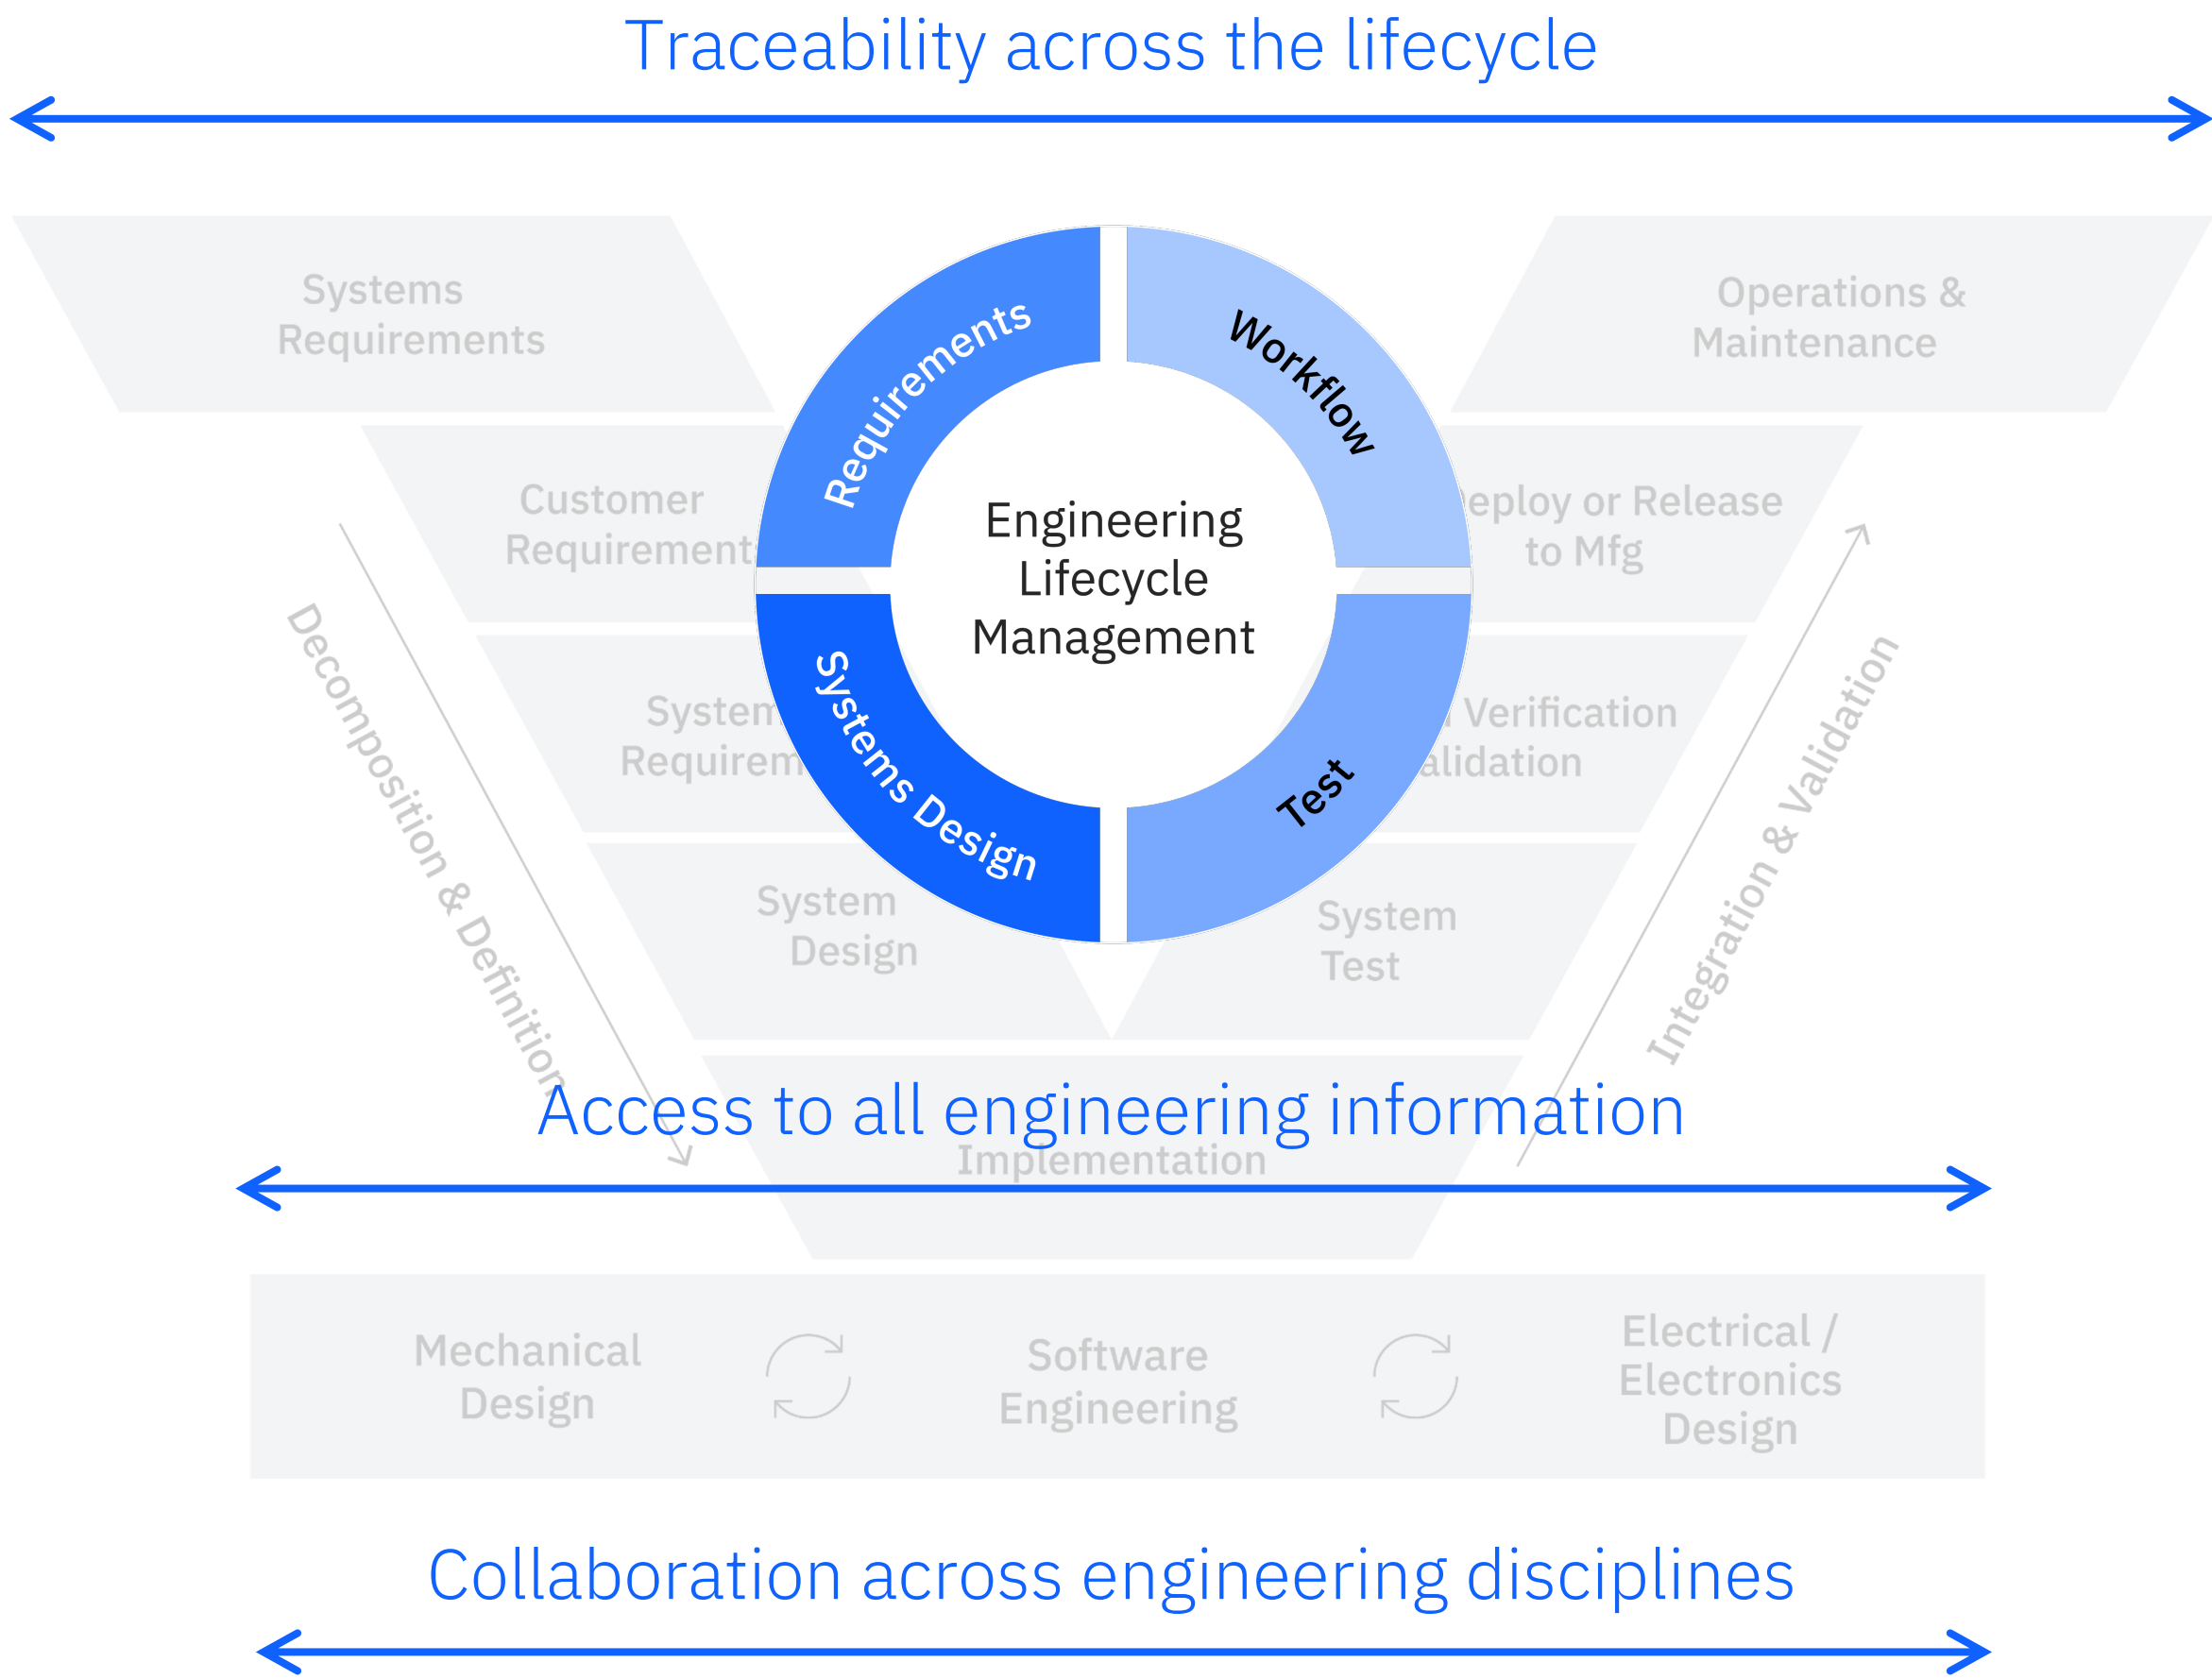 Traceability across the lifecycle
Systems
Requirements
Operations &
Maintenance
Requirements
Workflow
Engineering
Lifecycle
Management
Systems Design
Test
Customer
Requirement
eploy or Release
to Mfg
System
Requirem
Verification
alidation
Decomposition & Definition
Integration & Validation
System
Design
System
Test
Access to all engineering information
Implementation
Mechanical
Design
Software
Engineering
Electrical /
Electronics
Design
Collaboration across engineering disciplines